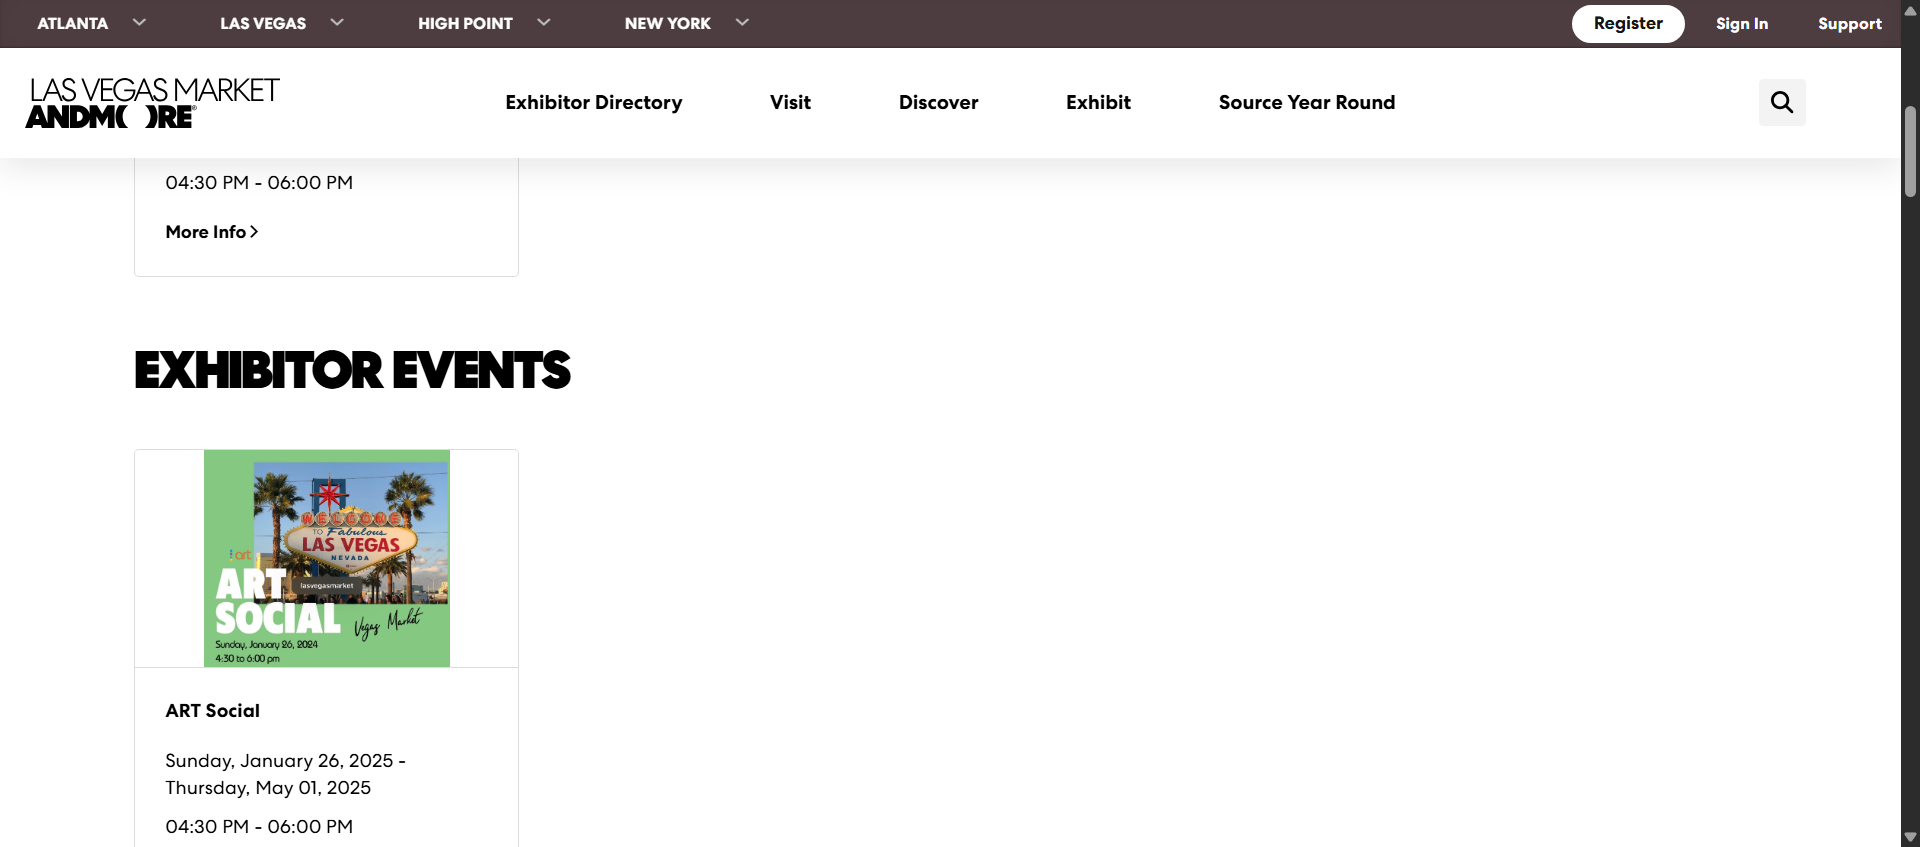 ATLANTA
LAS VEGAS
HIGH POINT
NEW YORK
Register
Sign In
Support
LAS VEGAS MARKET
ANDMORE®
Exhibitor Directory
Visit
Discover
Exhibit
Source Year Round
04:30 PM - 06:00 PM
More Info
EXHIBITOR EVENTS
WELCOME
TO Fabulous
LAS VEGAS
NEVADA
art
lasvegasmarket
ART
SOCIAL
Vegas Market
Sunday, January 26, 2024
4:30 to 6:00 pm
ART Social
Sunday, January 26, 2025 -
Thursday, May 01, 2025
04:30 PM - 06:00 PM